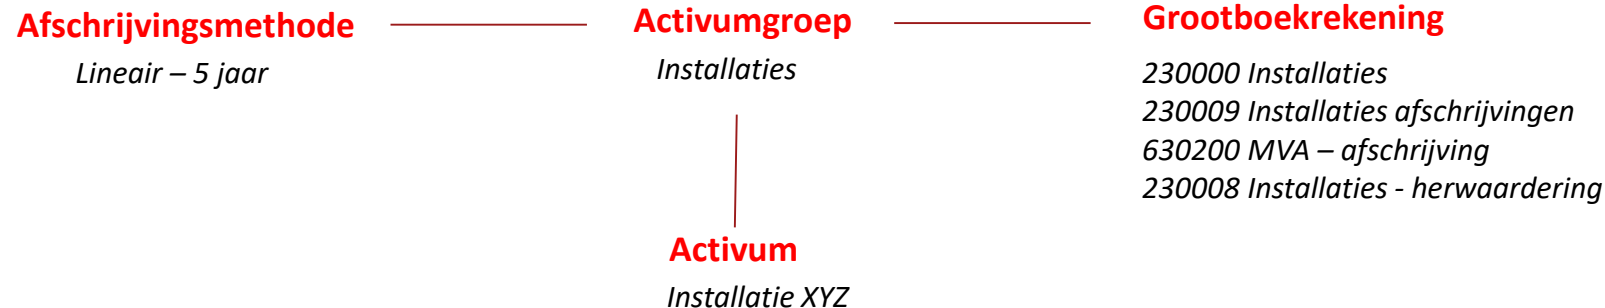 Afschrijvingsmethode
Lineair – 5 jaar
Activumgroep
Installaties
Grootboekrekening
230000 Installaties
230009 Installaties afschrijvingen
630200 MVA – afschrijving
230008 Installaties - herwaardering
Activum
Installatie XYZ